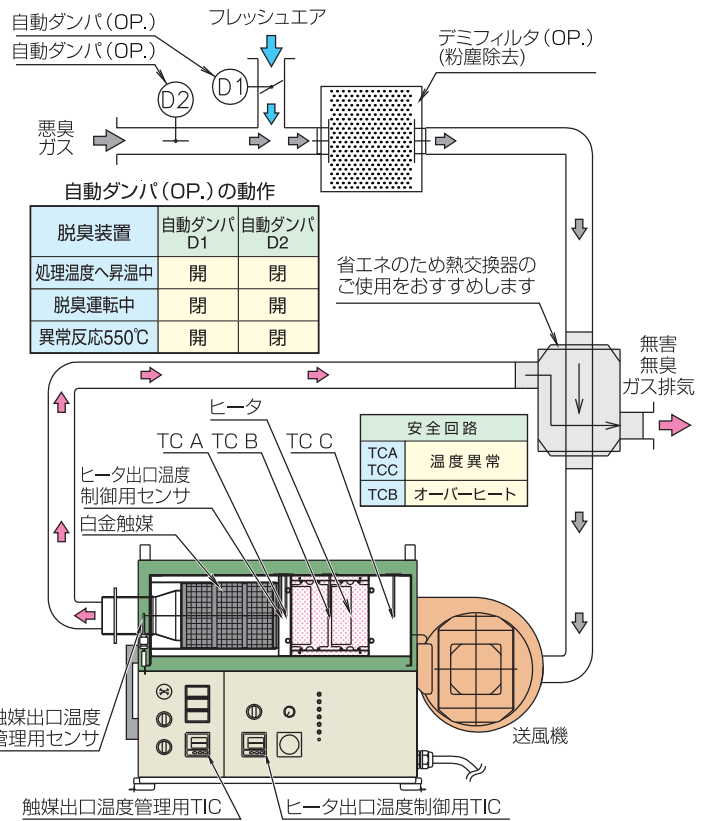 自動ダンパ(OP.)
自動ダンパ(OP.)
フレッシュエア
デミフィルタ(OP.)
(粉塵除去)
D1
D2
悪臭
ガス
自動ダンパ(OP.)の動作
脱臭装置 自動ダンパ D1 自動ダンパ D2
処理温度へ昇温中 開 閉
脱臭運転中 閉 開
異常反応550℃ 開 閉
省エネのため熱交換器の
ご使用をおすすめします
無害
無臭
ガス排気
ヒータ
TC A TC B TC C
安全回路
TCA
TCC 温度異常
TCB オーバーヒート
ヒータ出口温度
制御用センサ
白金触媒
触媒出口温度
管理用センサ
送風機
触媒出口温度管理用TIC
ヒータ出口温度制御用TIC